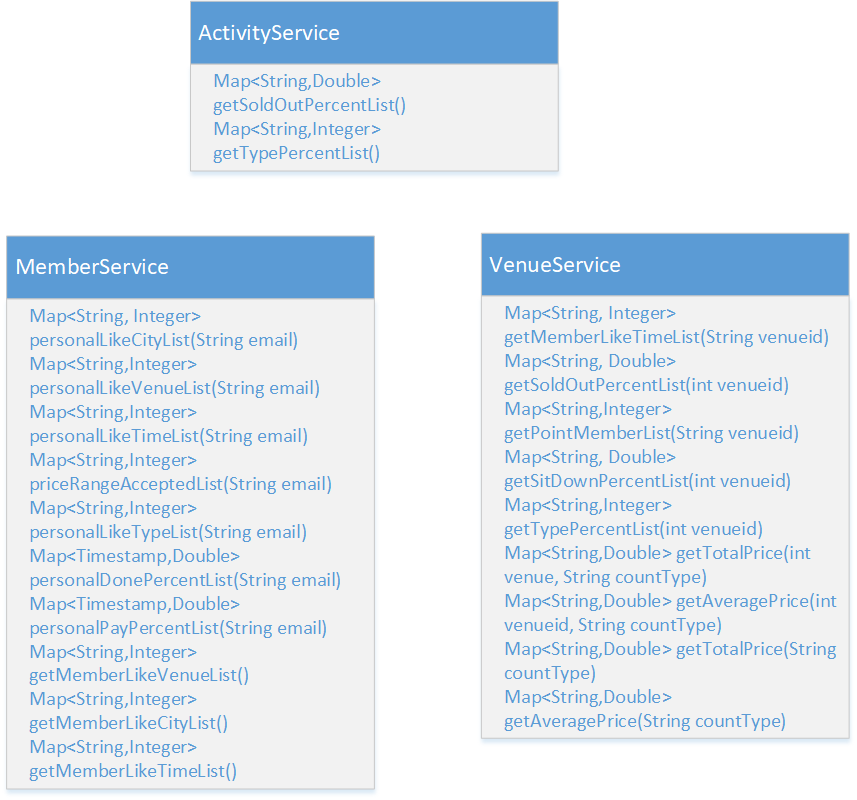 ActivityService
Map<String,Double>
getSoldOutPercentList()
Map<String,Integer>
getTypePercentList()
MemberService
Map<String, Integer>
personalLikeCityList(String email)
Map<String,Integer>
personalLikeVenueList(String email)
Map<String,Integer>
personalLikeTimeList(String email)
Map<String,Integer>
priceRangeAcceptedList(String email)
Map<String,Integer>
personalLikeTypeList(String email)
Map<Timestamp,Double>
personalDonePercentList(String email)
Map<Timestamp,Double>
personalPayPercentList(String email)
Map<String,Integer>
getMemberLikeVenueList()
Map<String,Integer>
getMemberLikeCityList()
Map<String,Integer>
getMemberLikeTimeList()
VenueService
Map<String, Integer>
getMemberLikeTimeList(String venueid)
Map<String, Double>
getSoldOutPercentList(int venueid)
Map<String,Integer>
getPointMemberList(String venueid)
Map<String, Double>
getSitDownPercentList(int venueid)
Map<String,Integer>
getTypePercentList(int venueid)
Map<String,Double> getTotalPrice(int
venue, String countType)
Map<String,Double> getAveragePrice(int
venueid, String countType)
Map<String,Double> getTotalPrice(String
countType)
Map<String,Double>
getAveragePrice(String countType)